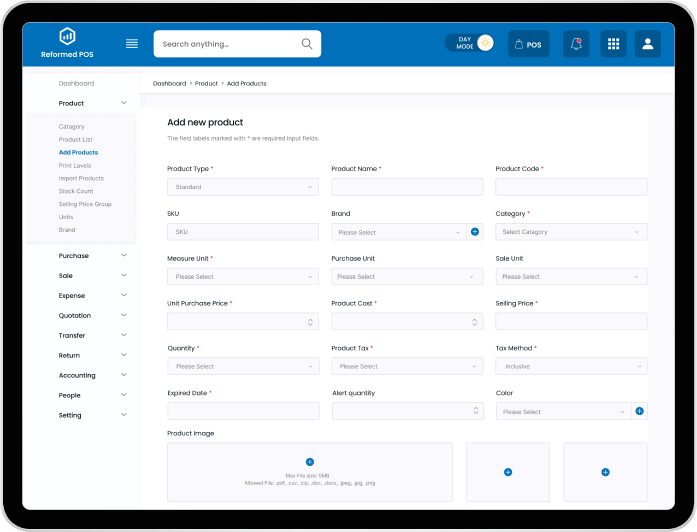 Reformed POS
Search anything...
DAY
MODE
POS
Dashboard
Product
Catagory
Product List
Add Products
Print Labels
Import Products
Stock Count
Selling Price Group
Units
Brand
Purchase
Sale
Expense
Quotation
Transfer
Return
Accounting
People
Setting
Dashboard > Product > Add Products
Add new product
The field labels marked with * are required input fields.
Product Type * Product Name * Product Code *
Standard
SKU Brand Category *
SKU Please Select Select Catagory
Measure Unit * Purchase Unit Sale Unit
Please Select Please Select Please Select
Unit Purchase Price * Product Cost * Selling Price *
Quantity * Product Tax * Tax Method *
Please Select Please Select Inclusive
Expired Date * Alert quantity Color
Please Select
Product Image
Max File size: 5MB
Allowed File: .pdf, .csv, .zip, .doc, .docx, .jpeg, .jpg, .png